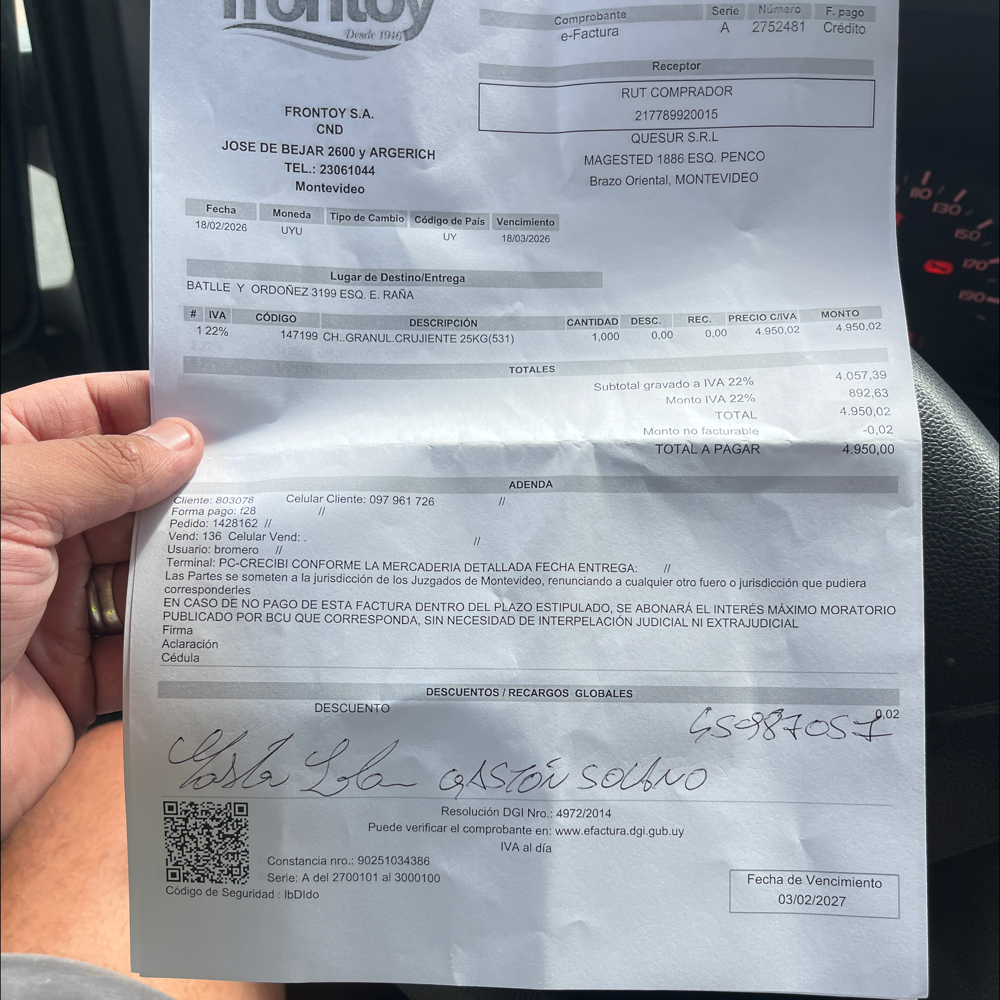 frontoy
Desde 1946
Comprobante Serie Número F. pago
e-Factura A 2752481 Crédito
Receptor
RUT COMPRADOR
217789920015
QUESUR S.R.L
MAGESTED 1886 ESQ. PENCO
Brazo Oriental, MONTEVIDEO
FRONTOY S.A.
CND
JOSE DE BEJAR 2600 y ARGERICH
TEL.: 23061044
Montevideo
Fecha Moneda Tipo de Cambio Código de País Vencimiento
18/02/2026 UYU UY 18/03/2026
Lugar de Destino/Entrega
BATLLE Y ORDOÑEZ 3199 ESQ. E. RAÑA
# IVA CÓDIGO DESCRIPCIÓN CANTIDAD DESC. REC. PRECIO C/IVA MONTO
1 22% 147199 CH..GRANUL.CRUJIENTE 25KG(531) 1,000 0,00 0,00 4.950,02 4.950,02
TOTALES
Subtotal gravado a IVA 22% 4.057,39
Monto IVA 22% 892,63
TOTAL 4.950,02
Monto no facturable -0,02
TOTAL A PAGAR 4.950,00
ADENDA
Cliente: 803078 Celular Cliente: 097 961 726 //
Forma pago: f28 //
Pedido: 1428162 //
Vend: 136 Celular Vend: . //
Usuario: bromero //
Terminal: PC-CRECIBI CONFORME LA MERCADERIA DETALLADA FECHA ENTREGA: //
Las Partes se someten a la jurisdicción de los Juzgados de Montevideo, renunciando a cualquier otro fuero o jurisdicción que pudiera
corresponderles
EN CASO DE NO PAGO DE ESTA FACTURA DENTRO DEL PLAZO ESTIPULADO, SE ABONARÁ EL INTERÉS MÁXIMO MORATORIO
PUBLICADO POR BCU QUE CORRESPONDA, SIN NECESIDAD DE INTERPELACIÓN JUDICIAL NI EXTRAJUDICIAL
Firma
Aclaración
Cédula
DESCUENTOS / RECARGOS GLOBALES
DESCUENTO 0,02
4598705
GASTÓN SOLANO
Resolución DGI Nro.: 4972/2014
Puede verificar el comprobante en: www.efactura.dgi.gub.uy
IVA al día
Constancia nro.: 90251034386
Serie: A del 2700101 al 3000100
Código de Seguridad : IbDIdo
Fecha de Vencimiento
03/02/2027
110
130
150
170
190